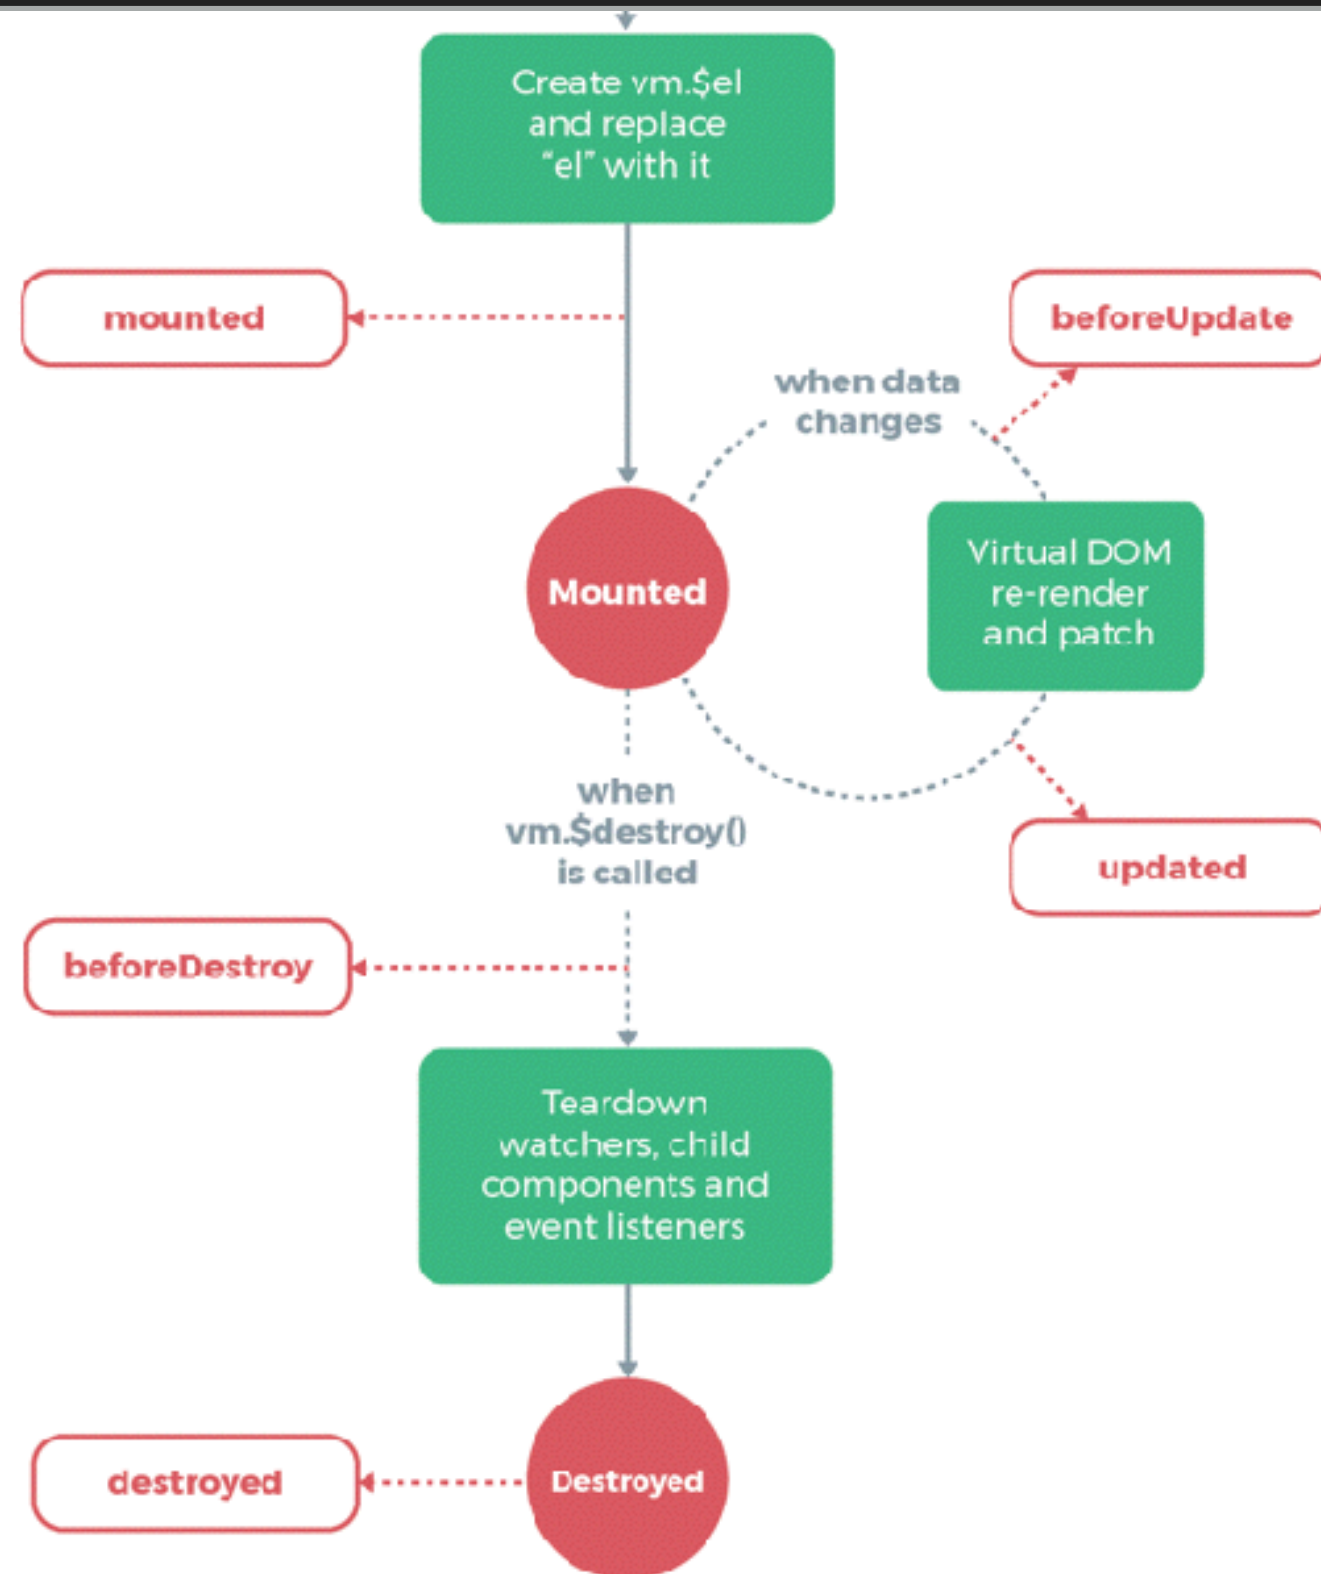 Create vm.$el
and replace
“el” with it
mounted
beforeUpdate
when data
changes
Mounted
Virtual DOM
re-render
and patch
when
vm.$destroy()
is called
updated
beforeDestroy
Teardown
watchers, child
components and
event listeners
destroyed
Destroyed